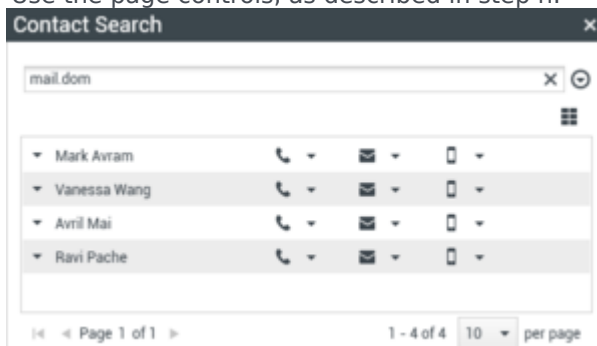 Use the page controls, as described in step h.
Contact Search
mail.dom
Mark Avram
Vanessa Wang
Avril Mai
Ravi Pache
Page 1 of 1 1 - 4 of 4 10 per page